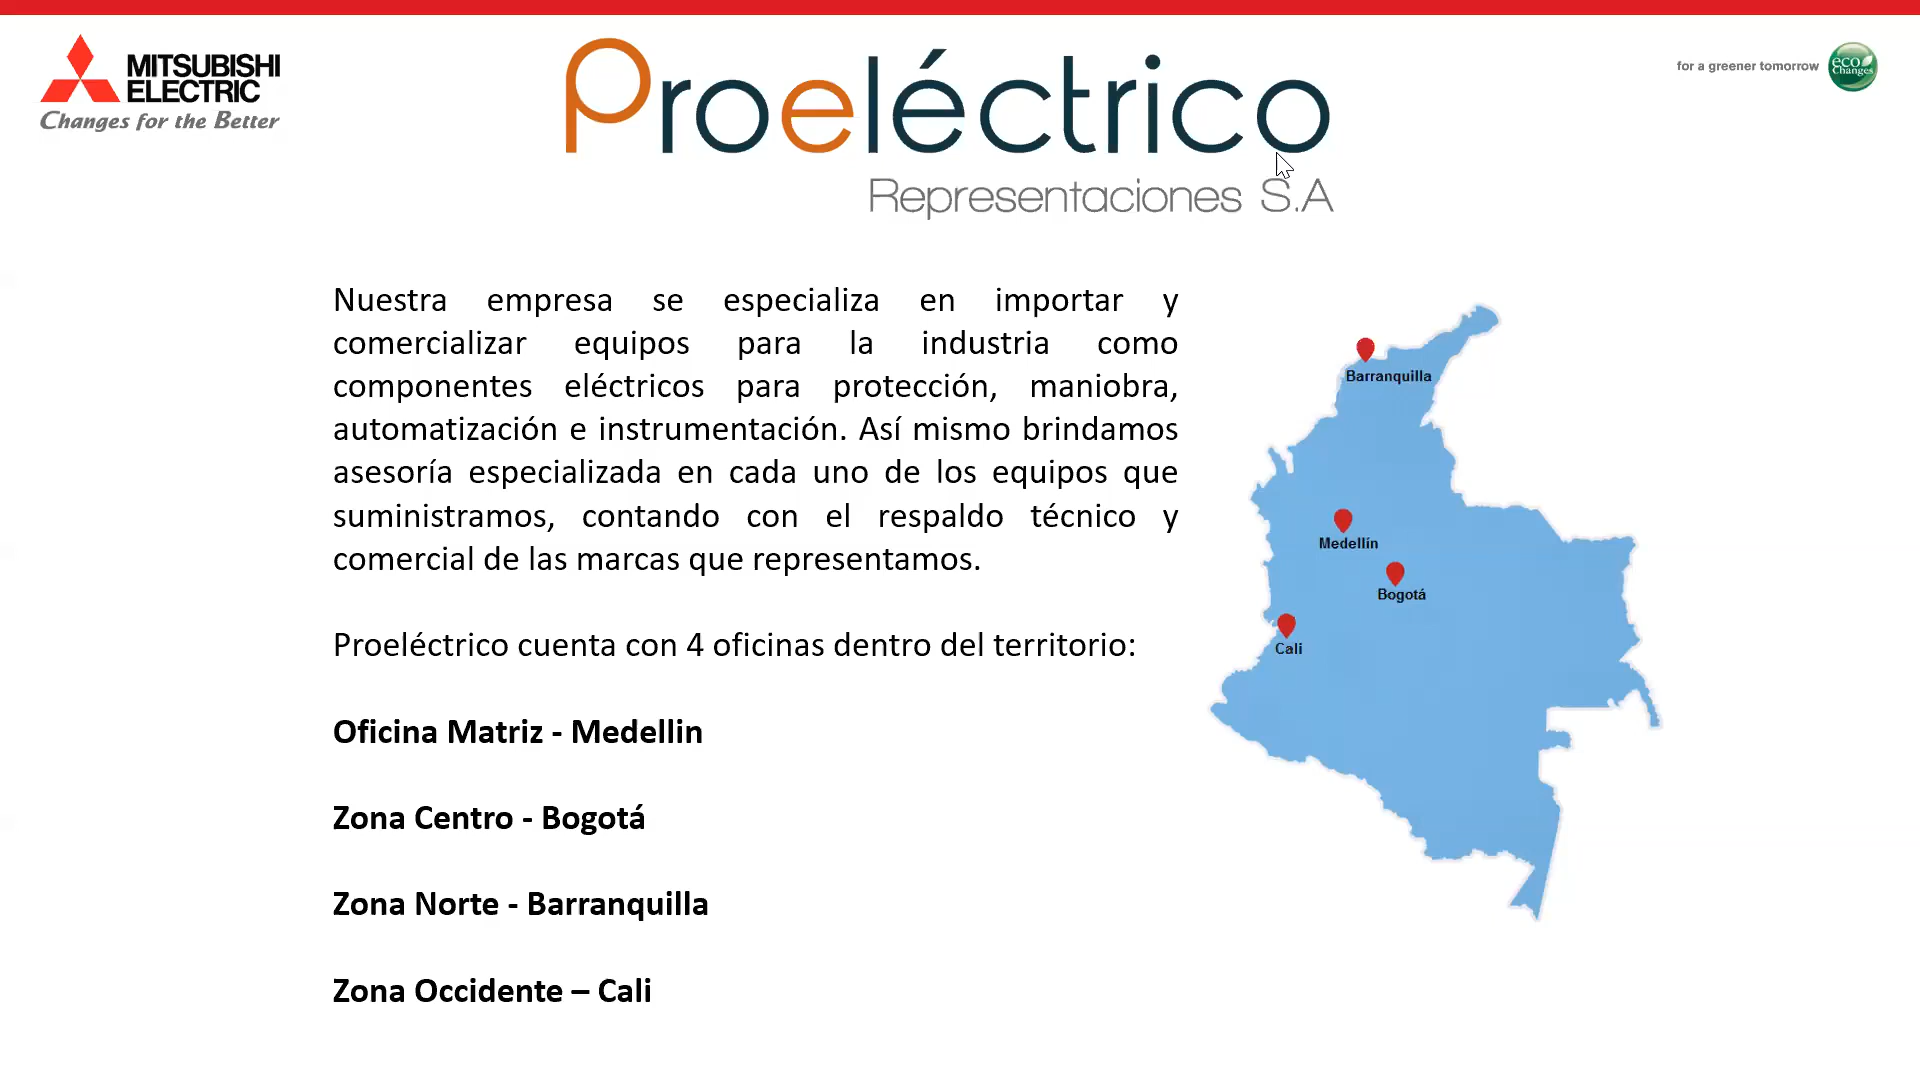 MITSUBISHI
ELECTRIC
Changes for the Better
Proeléctrico
Representaciones S.A
for a greener tomorrow
eco
Changes
Nuestra empresa se especializa en importar y
comercializar equipos para la industria como
componentes eléctricos para protección, maniobra,
automatización e instrumentación. Así mismo brindamos
asesoría especializada en cada uno de los equipos que
suministramos, contando con el respaldo técnico y
comercial de las marcas que representamos.
Proeléctrico cuenta con 4 oficinas dentro del territorio:
Oficina Matriz - Medellin
Zona Centro - Bogotá
Zona Norte - Barranquilla
Zona Occidente – Cali
Barranquilla
Medellín
Bogotá
Cali